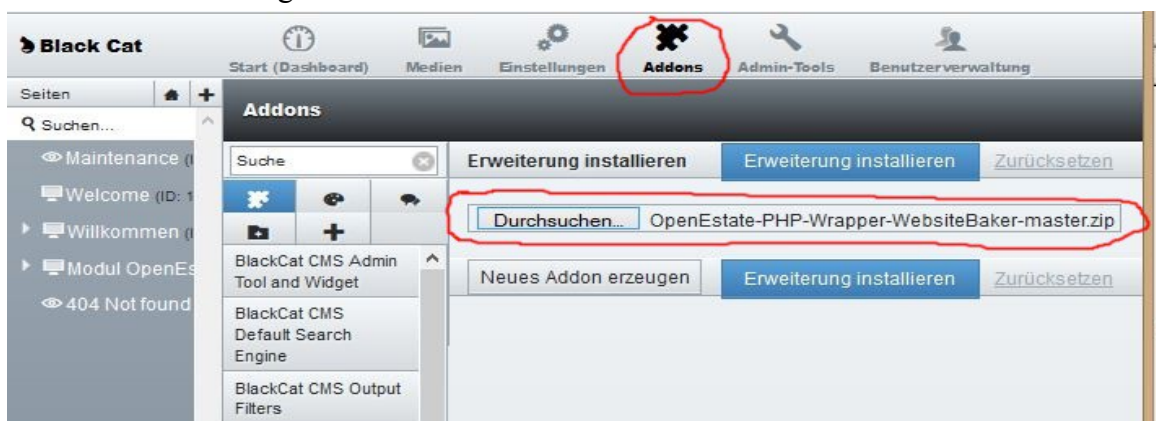 Black Cat
Start (Dashboard) Medien Einstellungen Addons Admin-Tools Benutzerverwaltung
Seiten
Suchen...
Addons
Maintenance
Welcome (ID: 1
Willkommen
Modul OpenEs
404 Not found
Suche
BlackCat CMS Admin
Tool and Widget
BlackCat CMS
Default Search
Engine
BlackCat CMS Output
Filters
Erweiterung installieren Erweiterung installieren Zurücksetzen
Durchsuchen... OpenEstate-PHP-Wrapper-WebsiteBaker-master.zip
Neues Addon erzeugen Erweiterung installieren Zurücksetzen